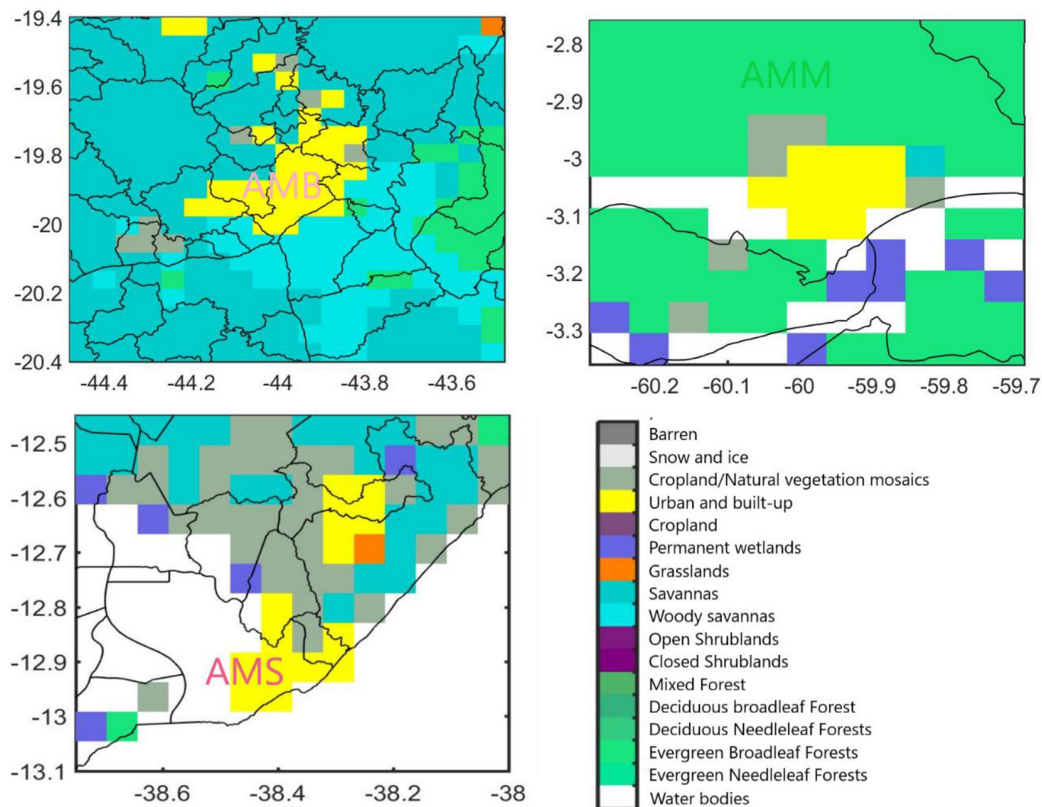 -19.4
-19.6
-19.8
-20
-20.2
-20.4
-44.4
-44.2
-44
-43.8
-43.6
AMB
-2.8
-2.9
-3
-3.1
-3.2
-3.3
-60.2
-60.1
-60
-59.9
-59.8
-59.7
AMM
-12.5
-12.6
-12.7
-12.8
-12.9
-13
-13.1
-38.6
-38.4
-38.2
-38
AMS
Barren
Snow and ice
Cropland/Natural vegetation mosaics
Urban and built-up
Cropland
Permanent wetlands
Grasslands
Savannas
Woody savannas
Open Shrublands
Closed Shrublands
Mixed Forest
Deciduous broadleaf Forest
Deciduous Needleleaf Forests
Evergreen Broadleaf Forests
Evergreen Needleleaf Forests
Water bodies